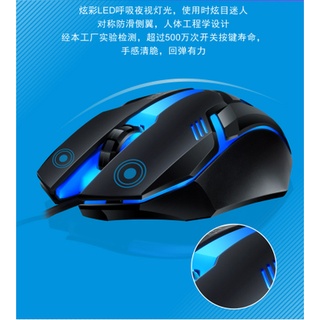 炫彩LED呼吸夜视灯光，使用时炫目迷人
对称防滑侧翼，人体工程学设计
经本工厂实验检测，超过500万次开关按键寿命，
手感清脆，回弹有力